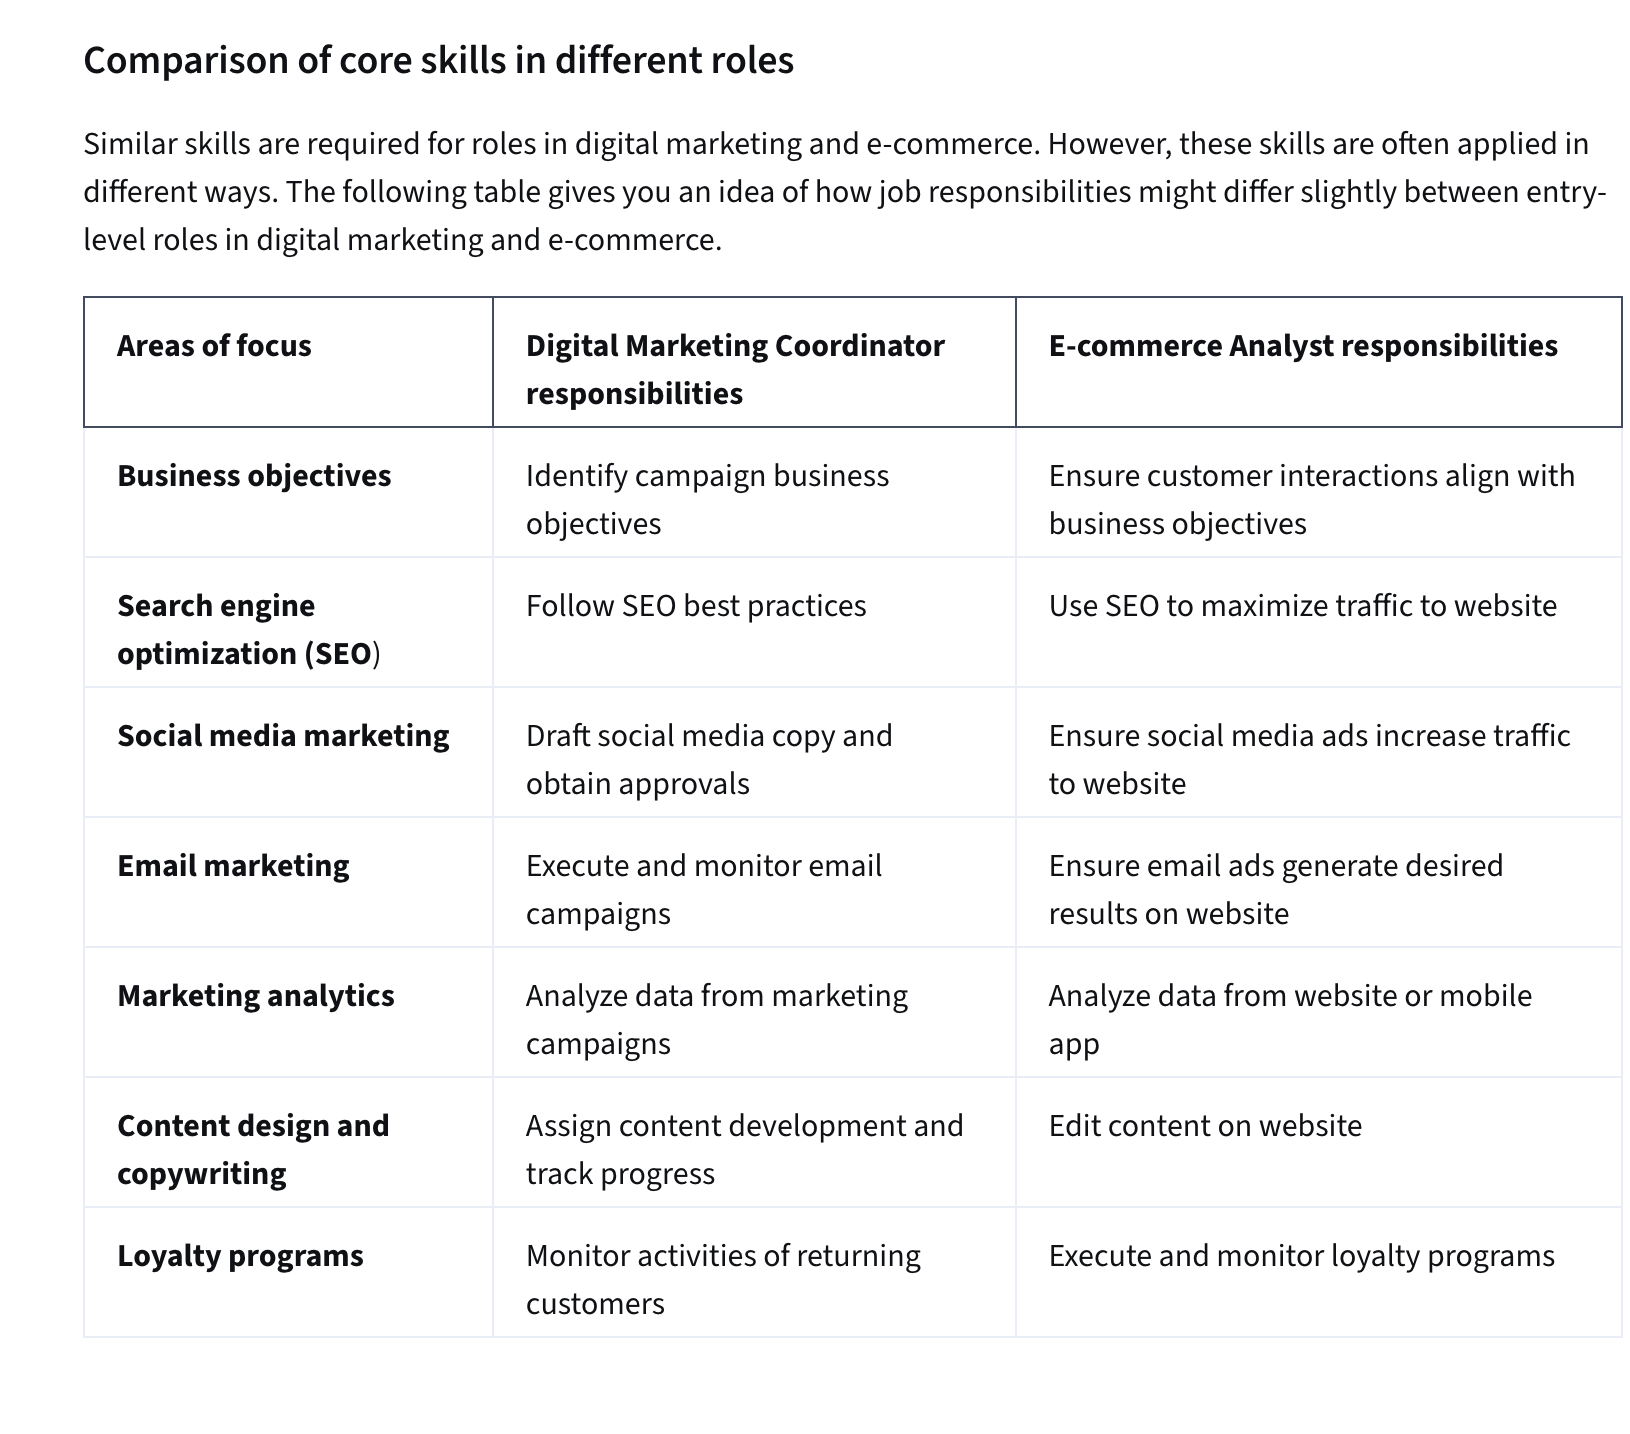 Comparison of core skills in different roles
Similar skills are required for roles in digital marketing and e-commerce. However, these skills are often applied in
different ways. The following table gives you an idea of how job responsibilities might differ slightly between entry-
level roles in digital marketing and e-commerce.
Areas of focus
Digital Marketing Coordinator
responsibilities
E-commerce Analyst responsibilities
Business objectives
Identify campaign business
objectives
Ensure customer interactions align with
business objectives
Search engine
optimization (SEO)
Follow SEO best practices
Use SEO to maximize traffic to website
Social media marketing
Draft social media copy and
obtain approvals
Ensure social media ads increase traffic
to website
Email marketing
Execute and monitor email
campaigns
Ensure email ads generate desired
results on website
Marketing analytics
Analyze data from marketing
campaigns
Analyze data from website or mobile
app
Content design and
copywriting
Assign content development and
track progress
Edit content on website
Loyalty programs
Monitor activities of returning
customers
Execute and monitor loyalty programs